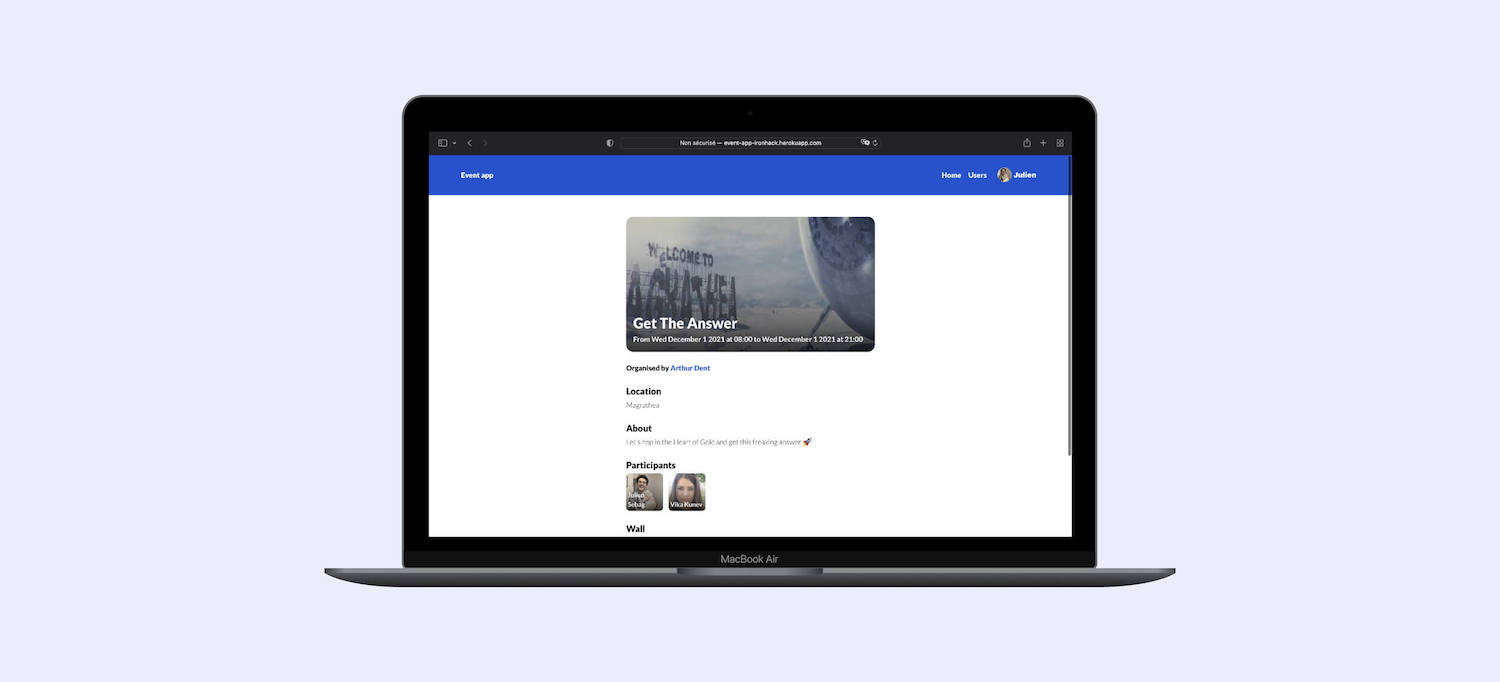 Non sécurisé — event-app-ironhack.herokuapp.com
Event app
Home
Users
Julien
WELCOME TO
MAGRATHEA
Get The Answer
From Wed December 1 2021 at 08:00 to Wed December 1 2021 at 21:00
Organised by Arthur Dent
Location
Magrathea
About
Let's hop in the Heart of Gold and get this freaking answer 🚀
Participants
Julien
Sebag
Vika Kunev
Wall
MacBook Air